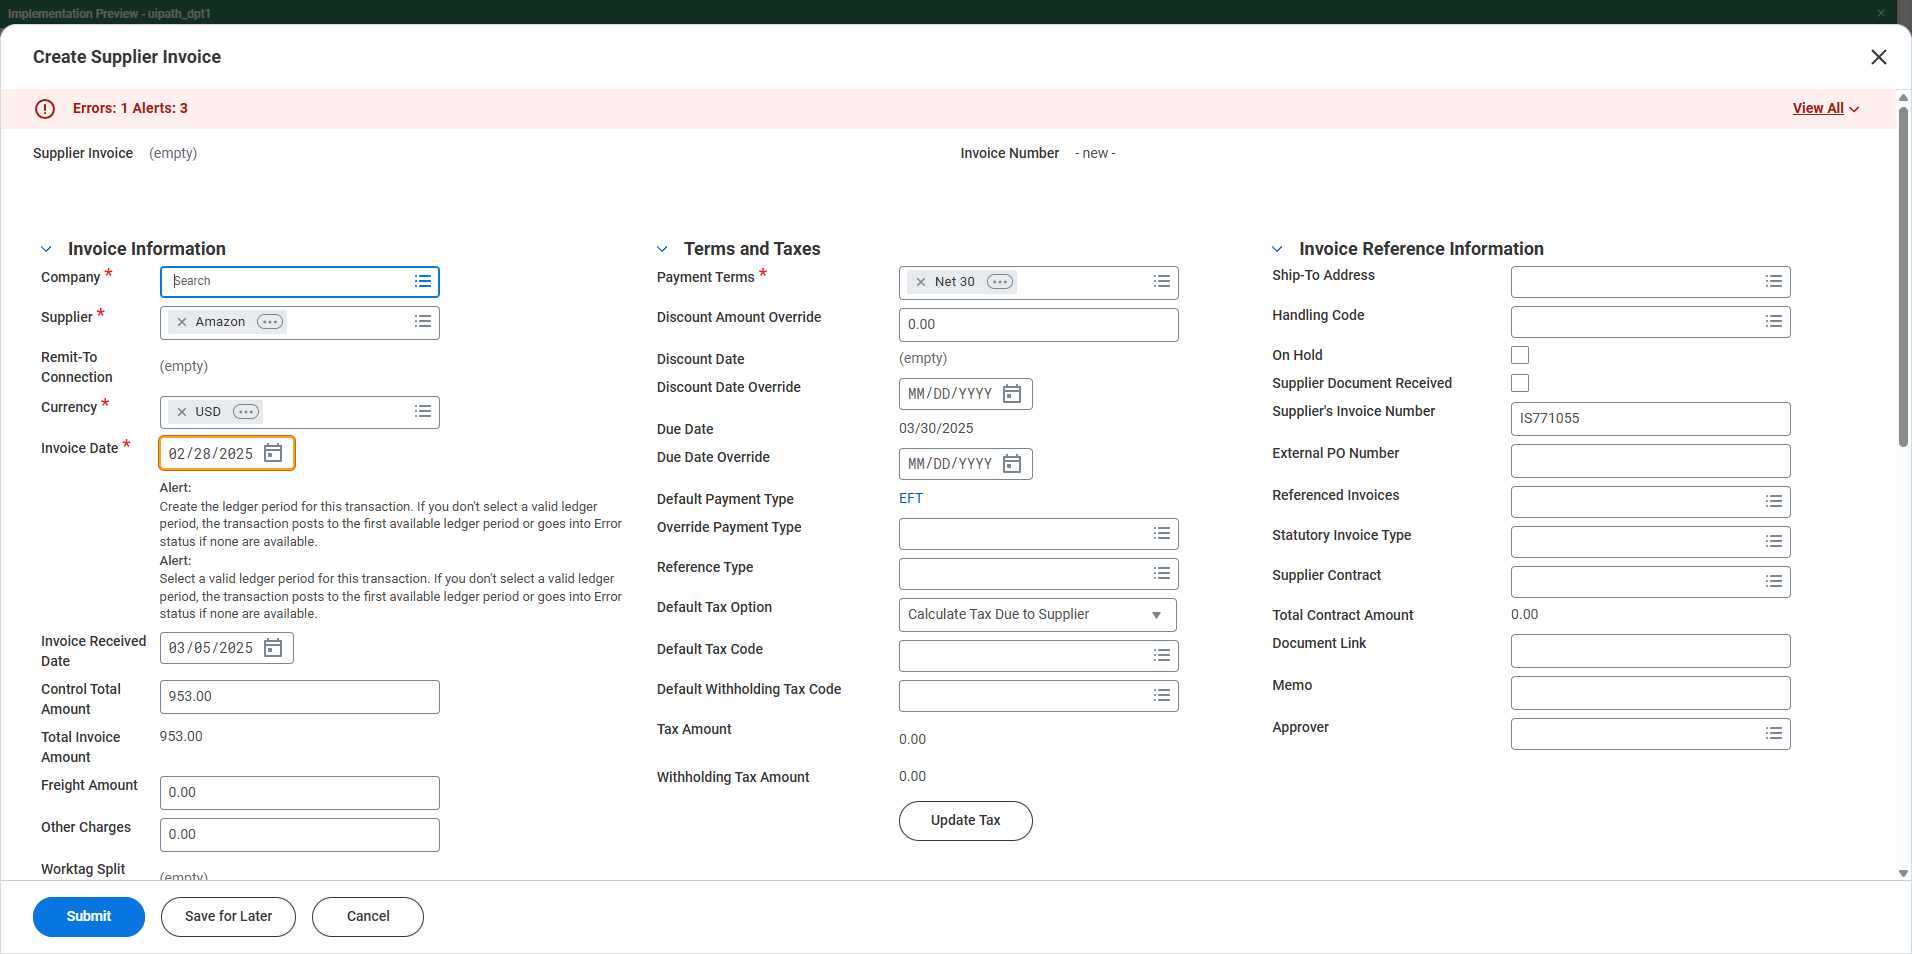 Implementation Preview - uipath_dpt1
Create Supplier Invoice
Errors: 1 Alerts: 3
View All
Supplier Invoice (empty)
Invoice Number - new -
Invoice Information
Company *
Search
Supplier *
Amazon
Remit-To
Connection
(empty)
Currency *
USD
Invoice Date *
02/28/2025
Alert:
Create the ledger period for this transaction. If you don't select a valid ledger
period, the transaction posts to the first available ledger period or goes into Error
status if none are available.
Alert:
Select a valid ledger period for this transaction. If you don't select a valid ledger
period, the transaction posts to the first available ledger period or goes into Error
status if none are available.
Invoice Received
Date
03/05/2025
Control Total
Amount
953.00
Total Invoice
Amount
953.00
Freight Amount
0.00
Other Charges
0.00
Worktag Split
(empty)
Terms and Taxes
Payment Terms *
Net 30
Discount Amount Override
0.00
Discount Date
(empty)
Discount Date Override
MM/DD/YYYY
Due Date
03/30/2025
Due Date Override
MM/DD/YYYY
Default Payment Type
EFT
Override Payment Type
Reference Type
Default Tax Option
Calculate Tax Due to Supplier
Default Tax Code
Default Withholding Tax Code
Tax Amount
0.00
Withholding Tax Amount
0.00
Update Tax
Invoice Reference Information
Ship-To Address
Handling Code
On Hold
Supplier Document Received
Supplier's Invoice Number
IS771055
External PO Number
Referenced Invoices
Statutory Invoice Type
Supplier Contract
Total Contract Amount
0.00
Document Link
Memo
Approver
Submit
Save for Later
Cancel